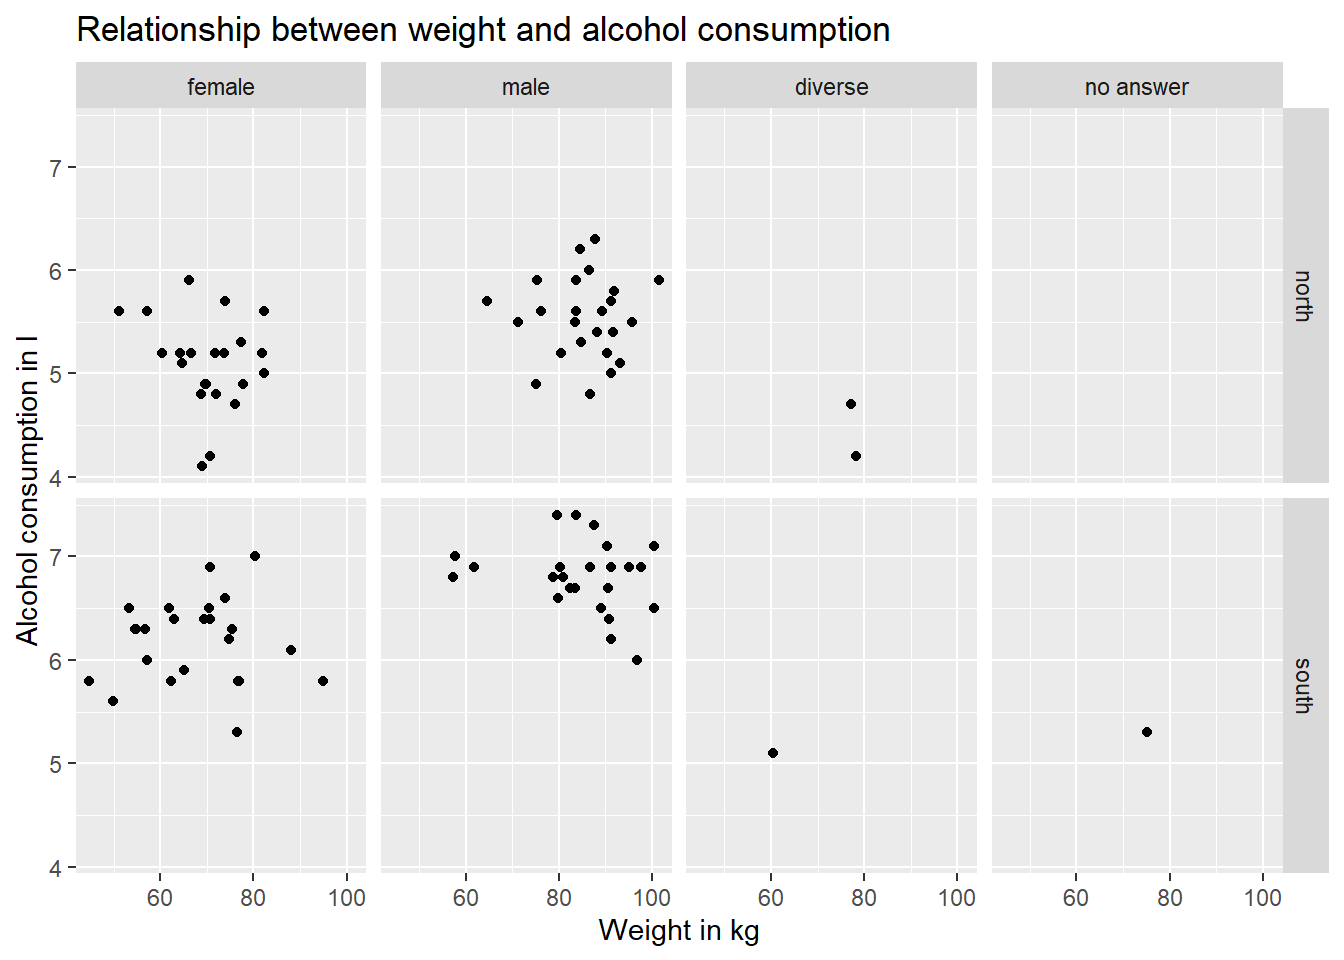 Relationship between weight and alcohol consumption
female
male
diverse
no answer
7
6
5
4
north
7
6
5
4
south
Alcohol consumption in l
60
80
100
60
80
100
60
80
100
60
80
100
Weight in kg